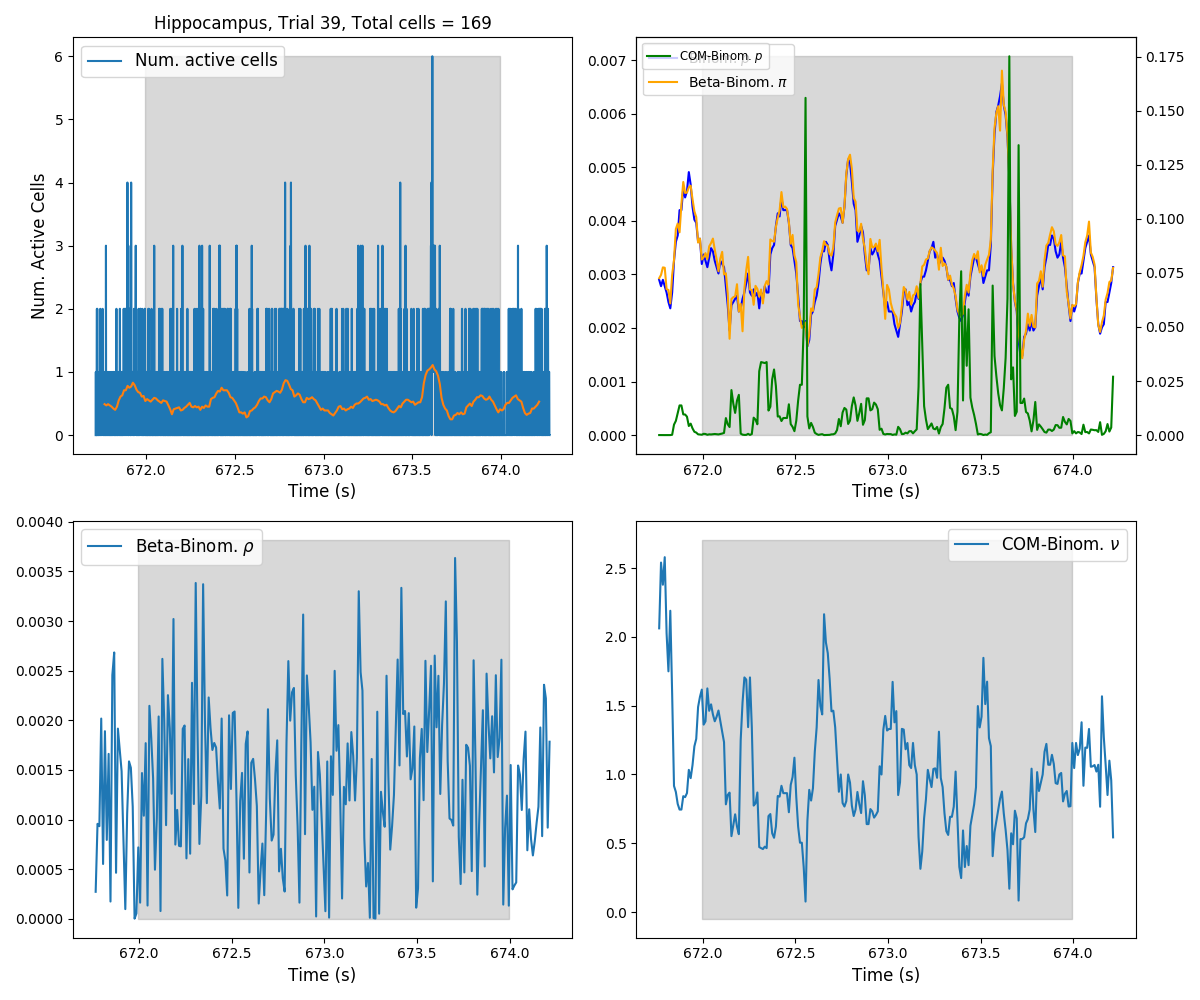 Hippocampus, Trial 39, Total cells = 169
Num. active cells
6
5
4
3
2
1
0
Num. Active Cells
672.0 672.5 673.0 673.5 674.0
Time (s)
COM-Binom. p
Beta-Binom. π
0.007
0.006
0.005
0.004
0.003
0.002
0.001
0.000
0.175
0.150
0.125
0.100
0.075
0.050
0.025
0.000
672.0 672.5 673.0 673.5 674.0
Time (s)
Beta-Binom. ρ
0.0040
0.0035
0.0030
0.0025
0.0020
0.0015
0.0010
0.0005
0.0000
672.0 672.5 673.0 673.5 674.0
Time (s)
COM-Binom. ν
2.5
2.0
1.5
1.0
0.5
0.0
672.0 672.5 673.0 673.5 674.0
Time (s)